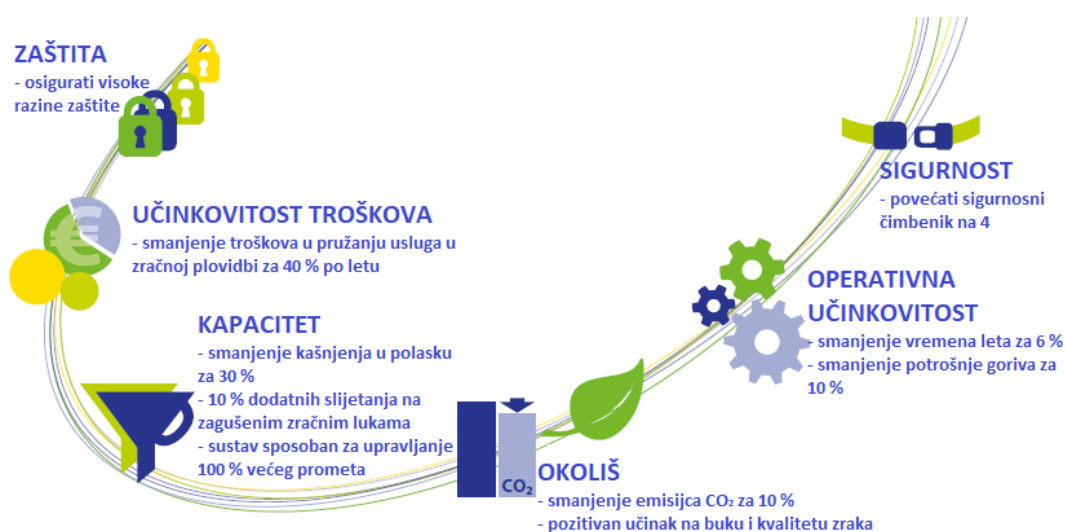 ZAŠTITA
- osigurati visoke
razine zaštite
UČINKOVITOST TROŠKOVA
- smanjenje troškova u pružanju usluga u
zračnoj plovidbi za 40 % po letu
KAPACITET
- smanjenje kašnjenja u polasku
za 30 %
- 10 % dodatnih slijetanja na
zagušenim zračnim lukama
- sustav sposoban za upravljanje
100 % većeg prometa
CO₂
OKOLIŠ
- smanjenje emisijca CO₂ za 10 %
- pozitivan učinak na buku i kvalitetu zraka
OPERATIVNA
UČINKOVITOST
- smanjenje vremena leta za 6 %
- smanjenje potrošnje goriva za
10 %
SIGURNOST
- povećati sigurnosni
čimbenik na 4